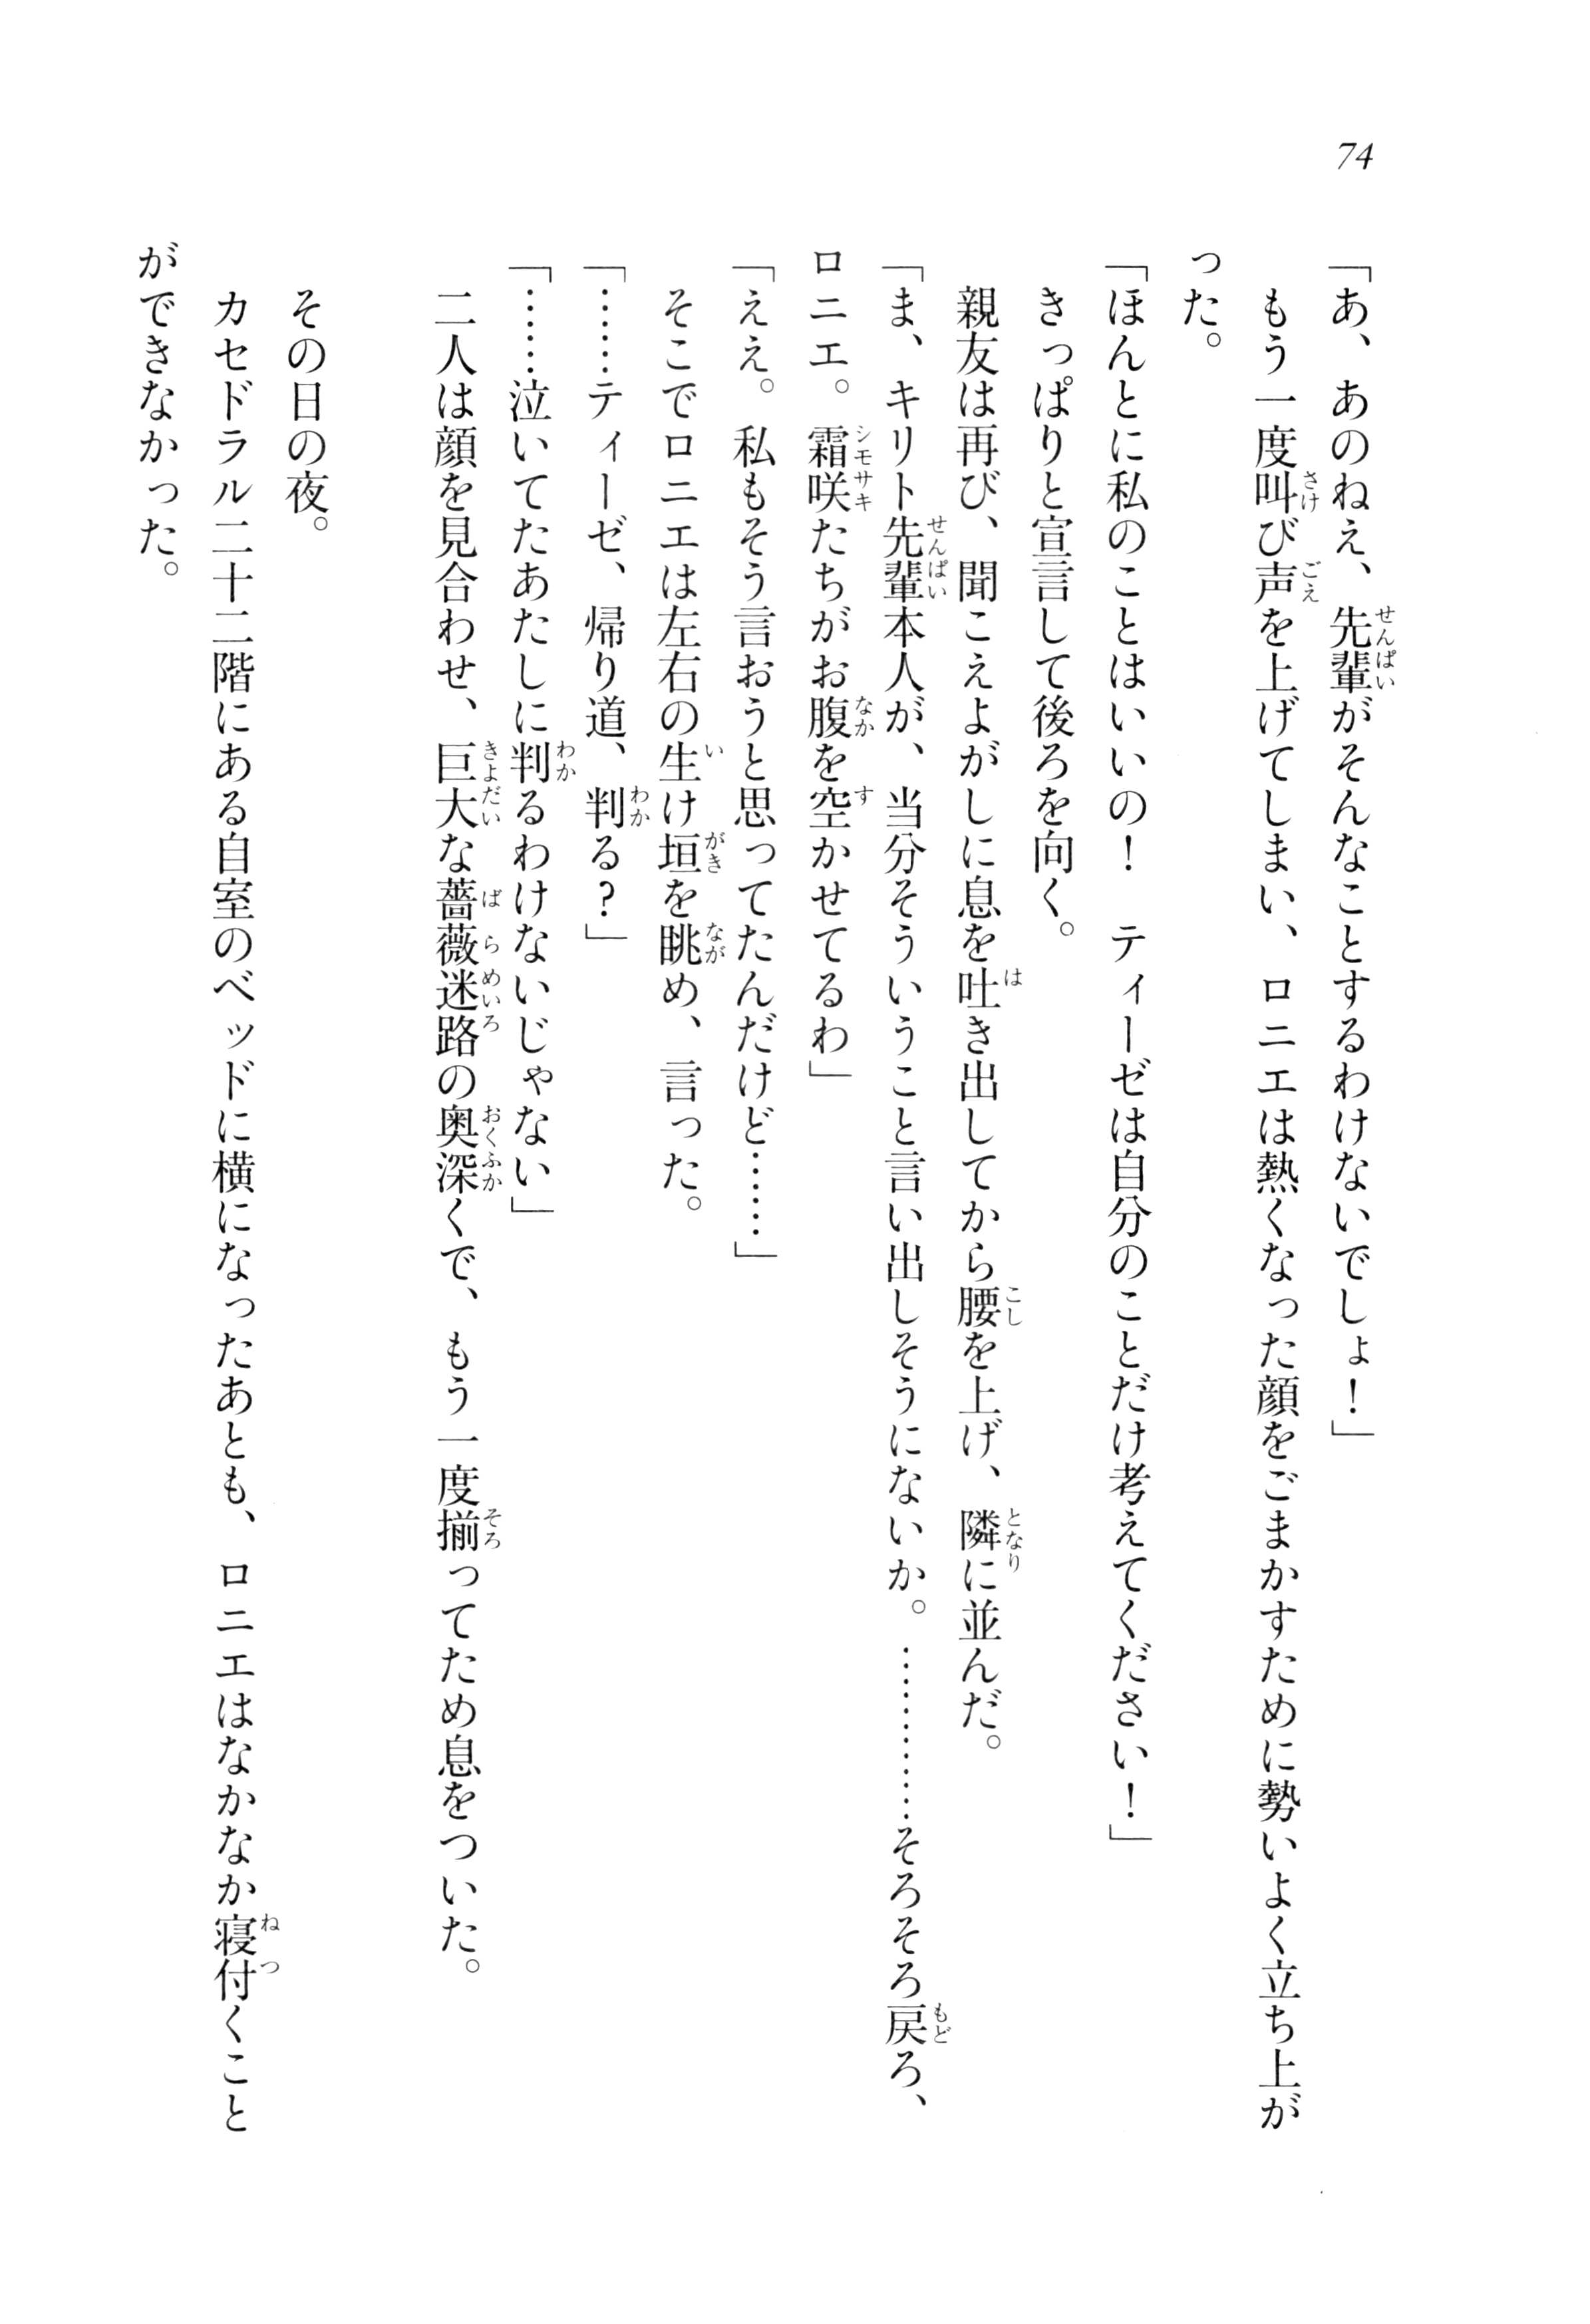 74
「あ、あのねえ、先輩がそんなことするわけないでしょ！」
　もう一度叫び声を上げてしまい、ロニエは熱くなった顔をごまかすために勢いよく立ち上が
った。
「ほんとに私のことはいいの！　ティーゼは自分のことだけ考えてください！」
　きっぱりと宣言して後ろを向く。
　親友は再び、聞こえよがしに息を吐き出してから腰を上げ、隣に並んだ。
「ま、キリト先輩本人が、当分そういうこと言い出しそうにないか。…………そろそろ戻ろ、
ロニエ。霜咲たちがお腹を空かせてるわ」
「ええ。私もそう言おうと思ってたんだけど……」
　そこでロニエは左右の生け垣を眺め、言った。
「……ティーゼ、帰り道、判る？」
「……泣いてたあたしに判るわけないじゃない」
　二人は顔を見合わせ、巨大な薔薇迷路の奥深くで、もう一度揃ってため息をついた。
　その日の夜。
　カセドラル二十二階にある自室のベッドに横になったあとも、ロニエはなかなか寝付くこと
ができなかった。